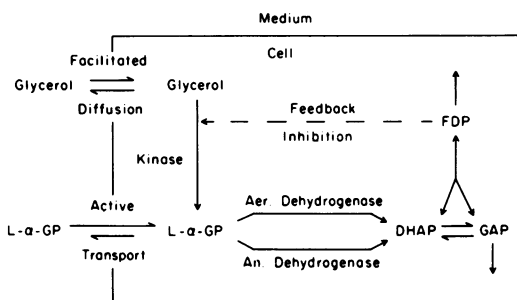 Medium
Cell
Facilitated
Glycerol
Glycerol
Diffusion
Feedback
FDP
Inhibition
Kinase
Active
Aer. Dehydrogenase
L-α-GP
L-α-GP
DHAP
GAP
Transport
An. Dehydrogenase